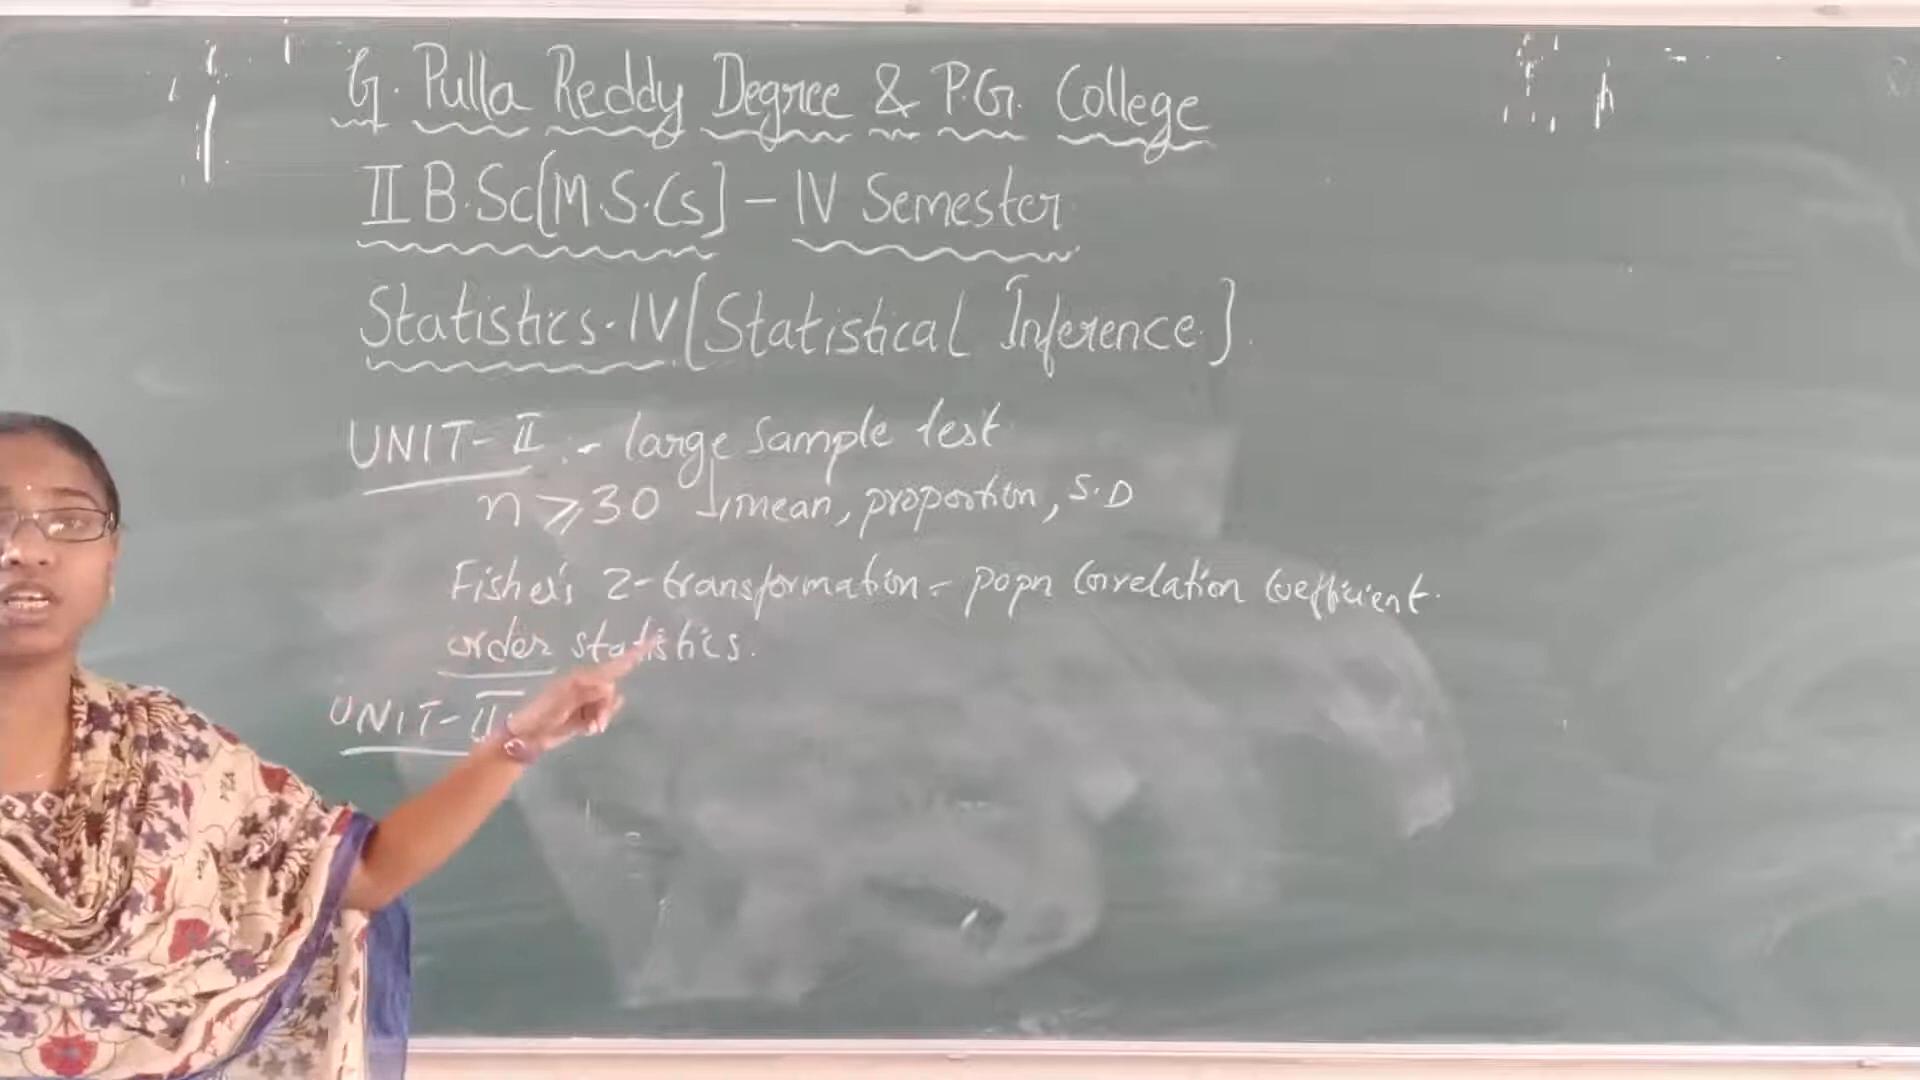 G. Pulla Reddy Degree & P.G. College
II B.Sc[M.S.Cs] - IV Semester
Statistics-IV[Statistical Inference.]
UNIT-II :- large sample test
n ≥ 30 ↳ mean, proportion, S.D
Fisher's Z-transformation - popn Correlation Coefficient.
order statistics.
UNIT-